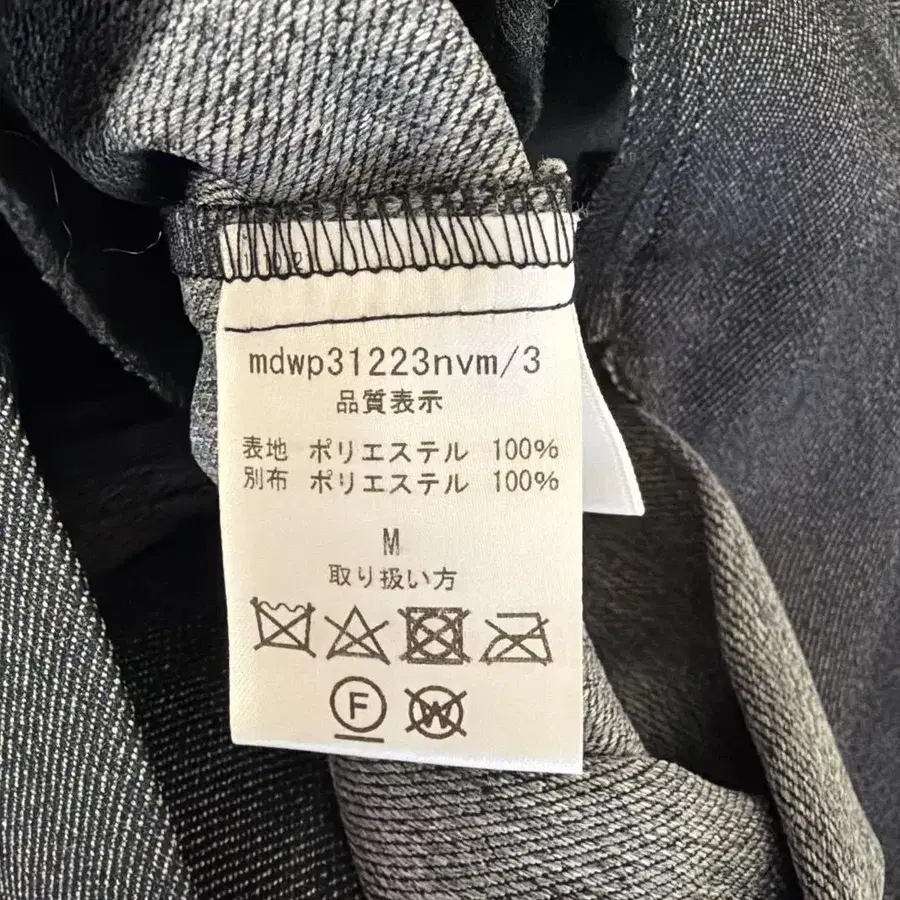 mdwp31223nvm/3
品質表示
表地 ポリエステル 100%
別布 ポリエステル 100%
M
取り扱い方
F W